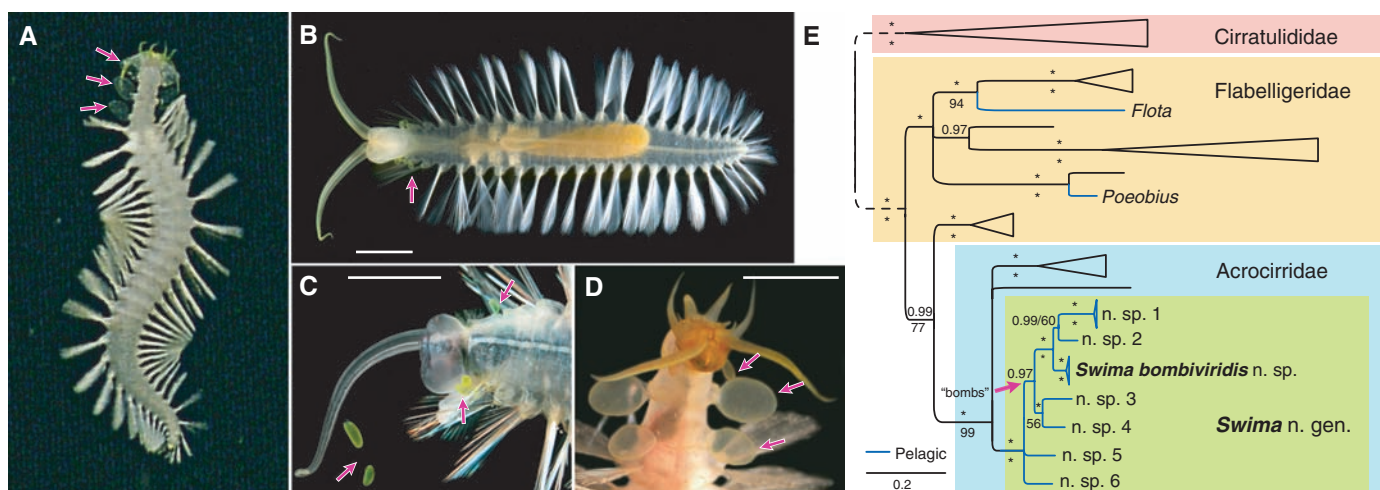 A
B
C
D
E
Cirratulididae
Flabelligeridae
*
*
*
94
*
*
Flota
*
0.97
*
*
*
*
Poeobius
*
*
*
*
Acrocirridae
*
*
0.99
77
0.99/60
*
*
n. sp. 1
n. sp. 2
*
*
*
Swima bombiviridis n. sp.
0.97
"bombs"
n. sp. 3
*
56
n. sp. 4
Swima n. gen.
*
99
*
*
n. sp. 5
n. sp. 6
Pelagic
0.2